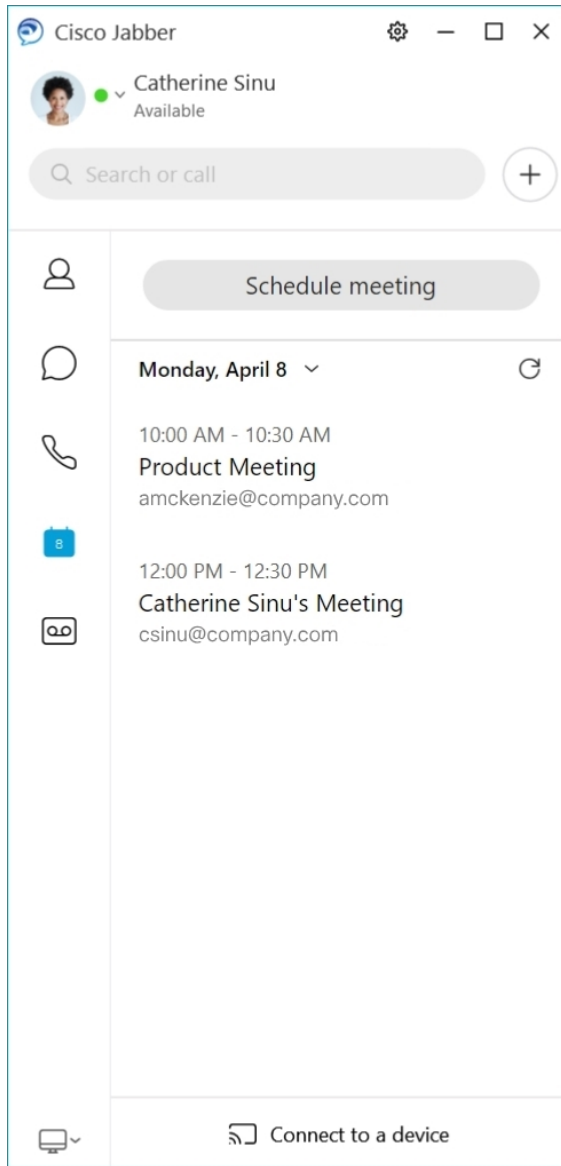 Cisco Jabber
Catherine Sinu
Available
Search or call
Schedule meeting
Monday, April 8
10:00 AM - 10:30 AM
Product Meeting
amckenzie@company.com
8
12:00 PM - 12:30 PM
Catherine Sinu's Meeting
csinu@company.com
Connect to a device